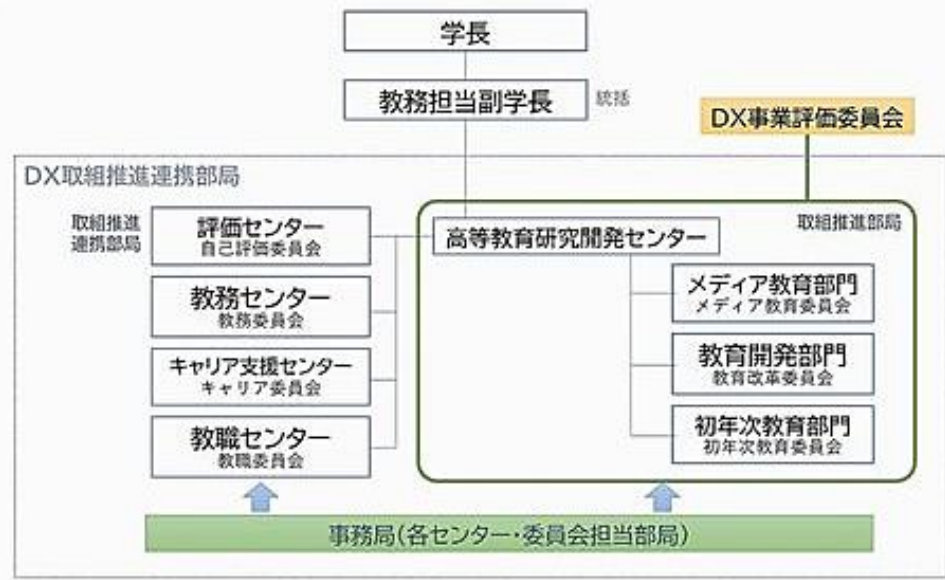 学長
教務担当副学長
統括
DX事業評価委員会
DX取組推進連携部局
取組推進
連携部局
評価センター
自己評価委員会
教務センター
教務委員会
キャリア支援センター
キャリア委員会
教職センター
教職委員会
取組推進部局
高等教育研究開発センター
メディア教育部門
メディア教育委員会
教育開発部門
教育改革委員会
初年次教育部門
初年次教育委員会
事務局(各センター・委員会担当部局)